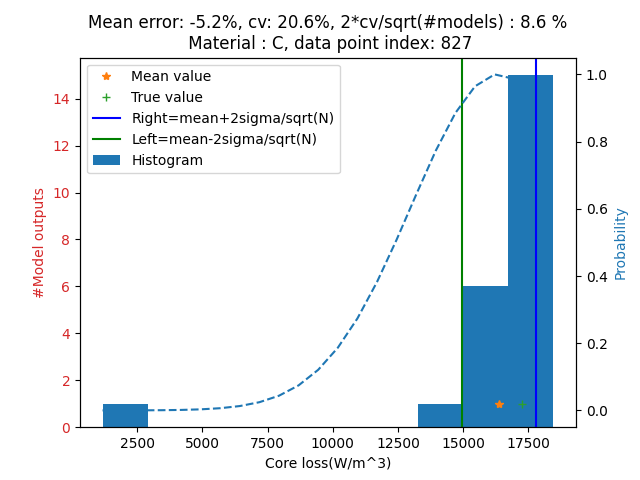 Mean error: -5.2%, cv: 20.6%, 2*cv/sqrt(#models) : 8.6 %
Material : C, data point index: 827
Mean value
True value
Right=mean+2sigma/sqrt(N)
Left=mean-2sigma/sqrt(N)
Histogram
#Model outputs
14
12
10
8
6
4
2
0
1.0
0.8
0.6
0.4
0.2
0.0
Probability
2500 5000 7500 10000 12500 15000 17500
Core loss(W/m^3)